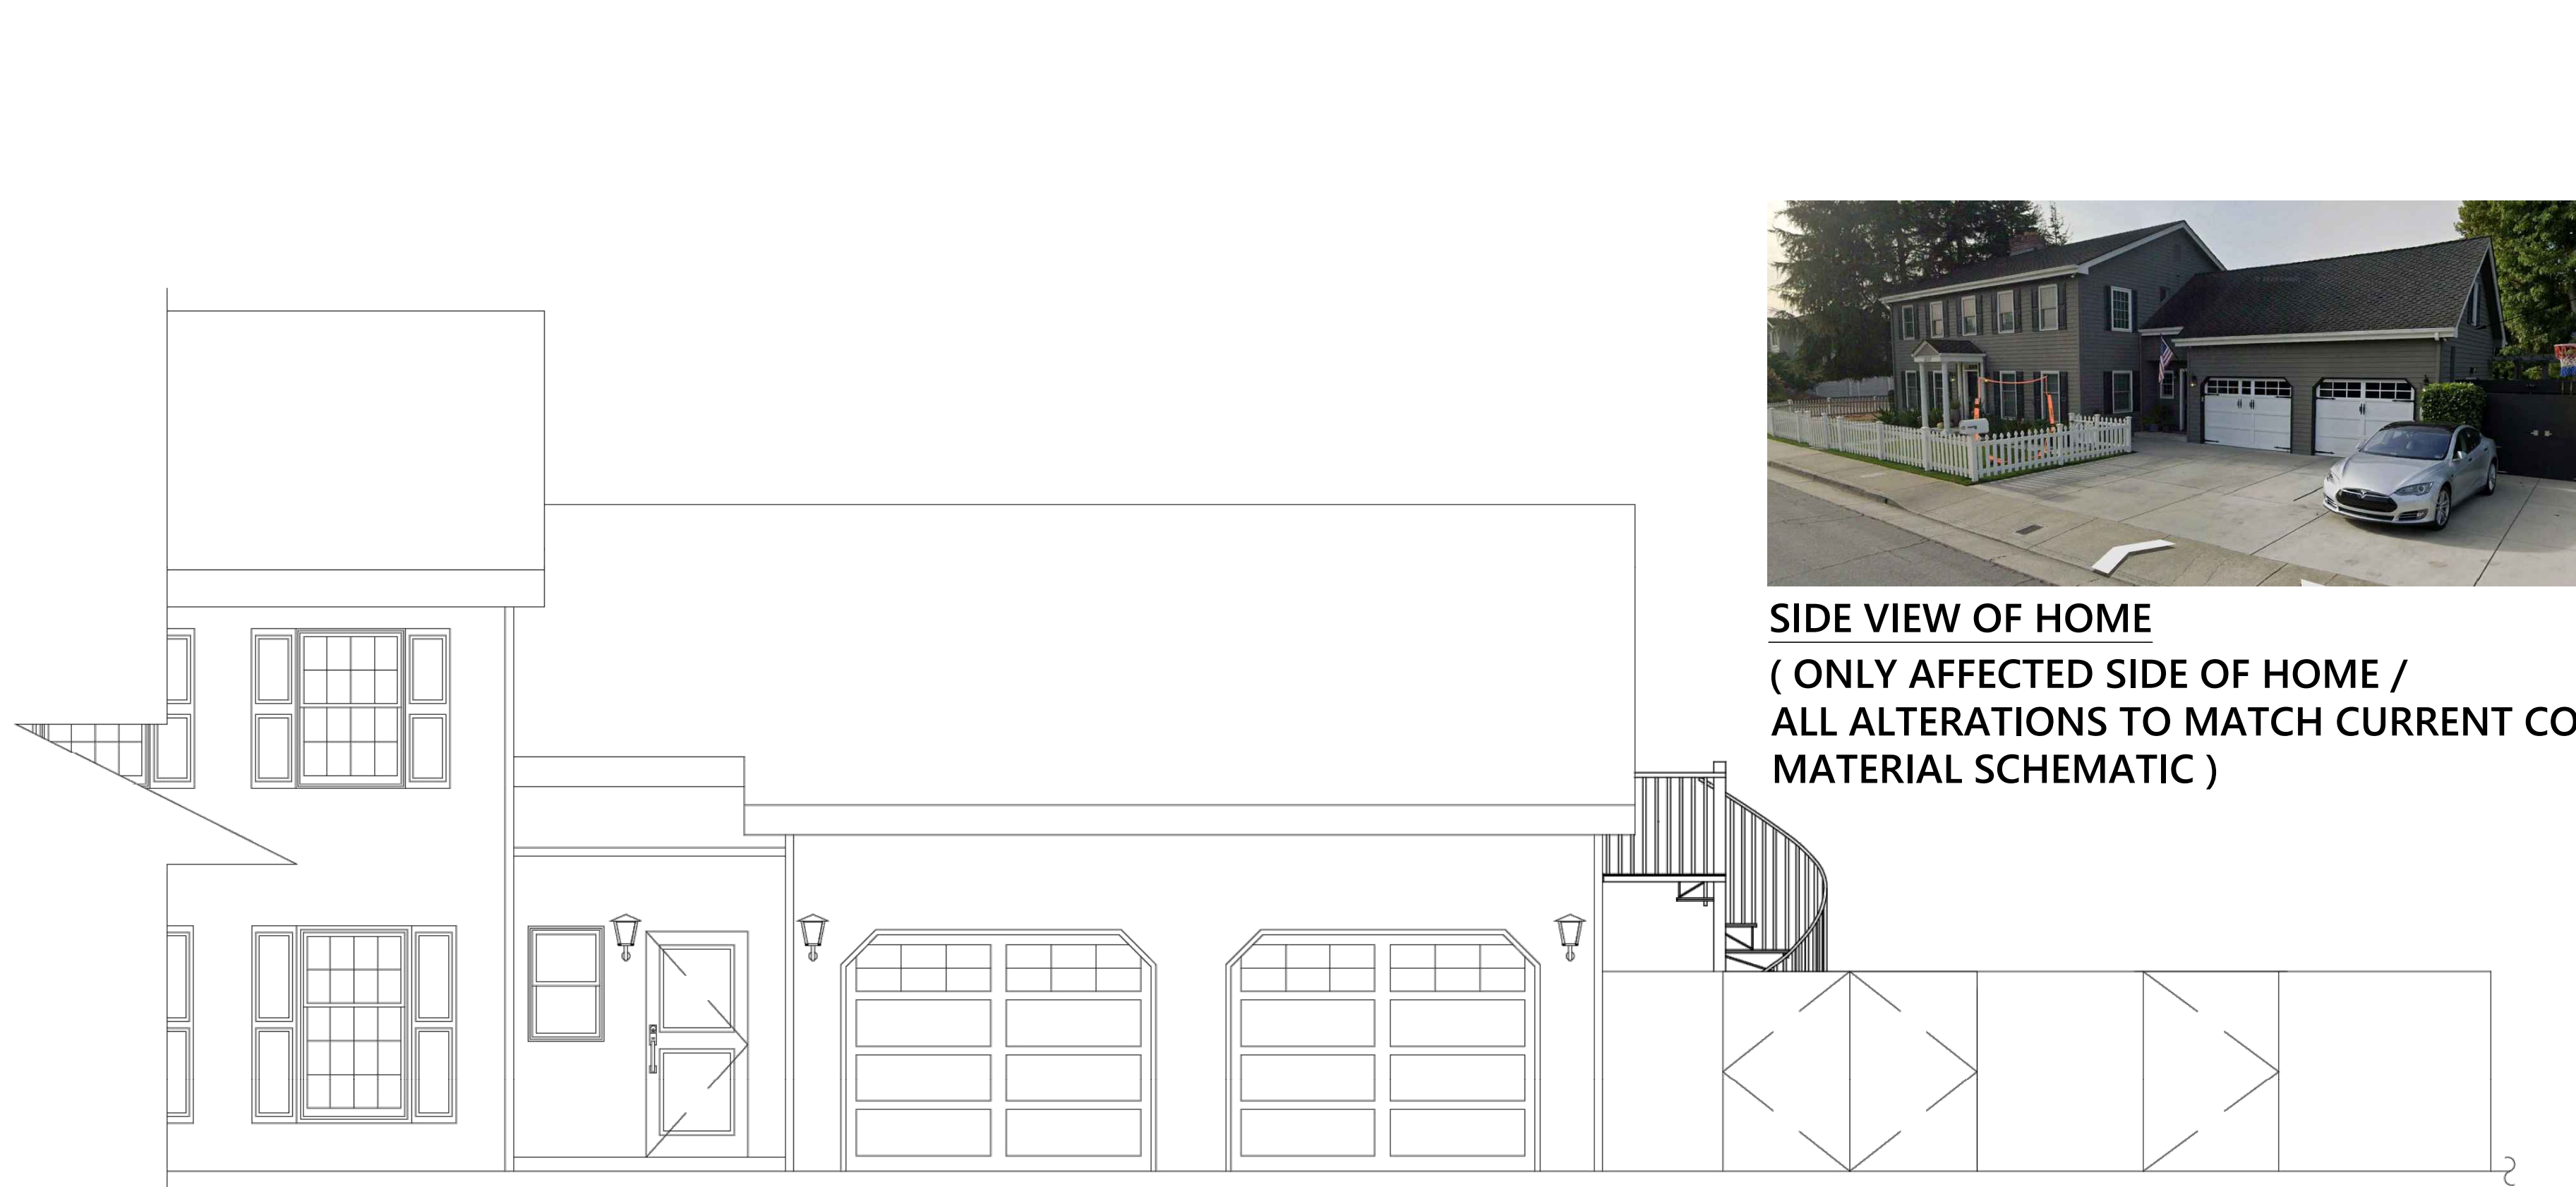 SIDE VIEW OF HOME
( ONLY AFFECTED SIDE OF HOME /
ALL ALTERATIONS TO MATCH CURRENT CO
MATERIAL SCHEMATIC )